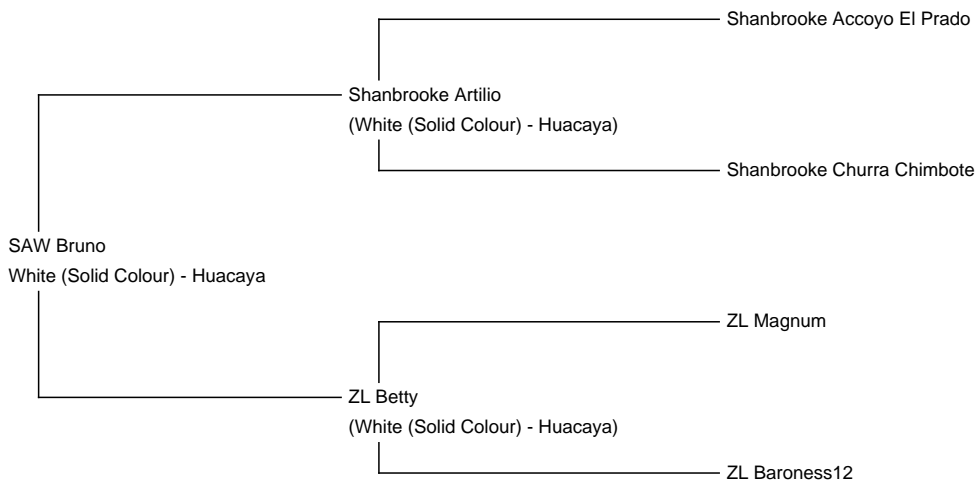 Shanbrooke Accoyo El Prado
Shanbrooke Artilio
(White (Solid Colour) - Huacaya)
Shanbrooke Churra Chimbote
SAW Bruno
White (Solid Colour) - Huacaya
ZL Magnum
ZL Betty
(White (Solid Colour) - Huacaya)
ZL Baroness12